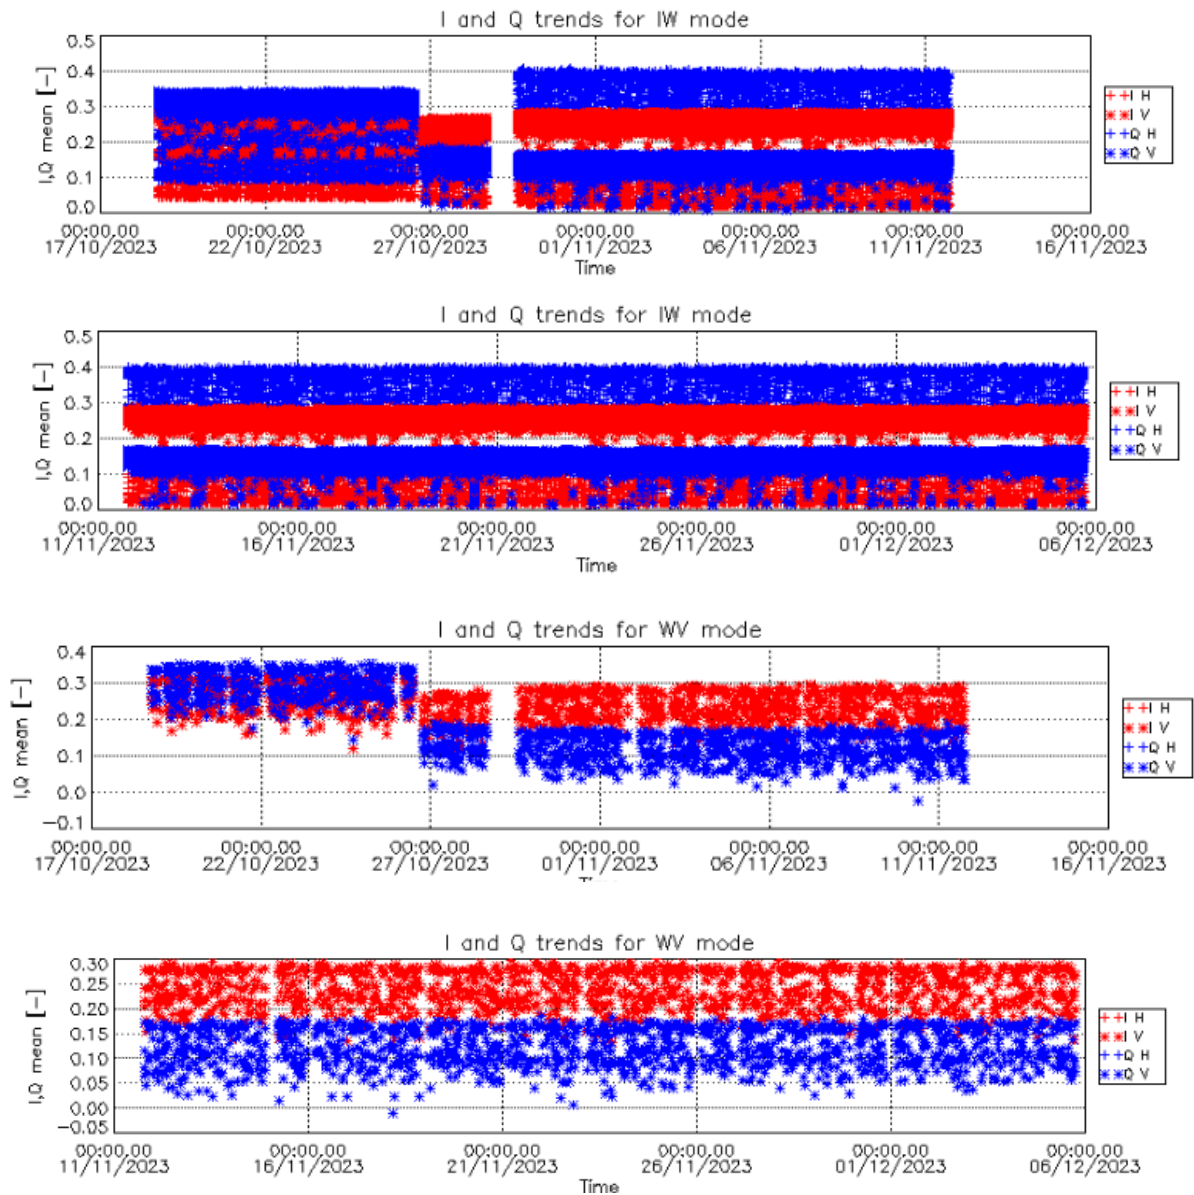 I and Q trends for IW mode
0.5
0.4
0.3
0.2
0.1
0.0
I,Q mean [-]
+ +I H
* *I V
+ +Q H
* *Q V
00:00.00 00:00.00 00:00.00 00:00.00 00:00.00 00:00.00 00:00.00
17/10/2023 22/10/2023 27/10/2023 01/11/2023 06/11/2023 11/11/2023 16/11/2023
Time
I and Q trends for IW mode
0.5
0.4
0.3
0.2
0.1
0.0
I,Q mean [-]
+ +I H
* *I V
+ +Q H
* *Q V
00:00.00 00:00.00 00:00.00 00:00.00 00:00.00 00:00.00
11/11/2023 16/11/2023 21/11/2023 26/11/2023 01/12/2023 06/12/2023
Time
I and Q trends for WV mode
0.4
0.3
0.2
0.1
0.0
-0.1
I,Q mean [-]
+ +I H
* *I V
+ +Q H
* *Q V
00:00.00 00:00.00 00:00.00 00:00.00 00:00.00 00:00.00 00:00.00
17/10/2023 22/10/2023 27/10/2023 01/11/2023 06/11/2023 11/11/2023 16/11/2023
Time
I and Q trends for WV mode
0.30
0.25
0.20
0.15
0.10
0.05
0.00
-0.05
I,Q mean [-]
+ +I H
* *I V
+ +Q H
* *Q V
00:00.00 00:00.00 00:00.00 00:00.00 00:00.00 00:00.00
11/11/2023 16/11/2023 21/11/2023 26/11/2023 01/12/2023 06/12/2023
Time